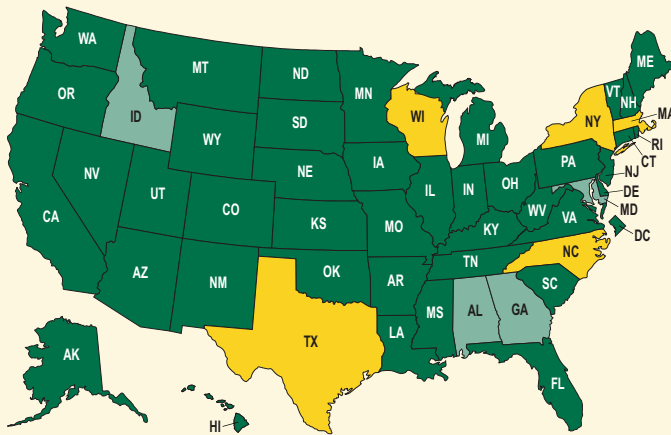 WA
MT
ND
MN
ME
VT
NH
OR
ID
WI
NY
MA
SD
WY
MI
RI
CT
IA
PA
NJ
NE
NV
OH
DE
IL
IN
UT
MD
CO
WV
VA
CA
KS
MO
KY
DC
NC
TN
OK
AZ
NM
AR
SC
MS
AL
GA
LA
TX
AK
FL
HI